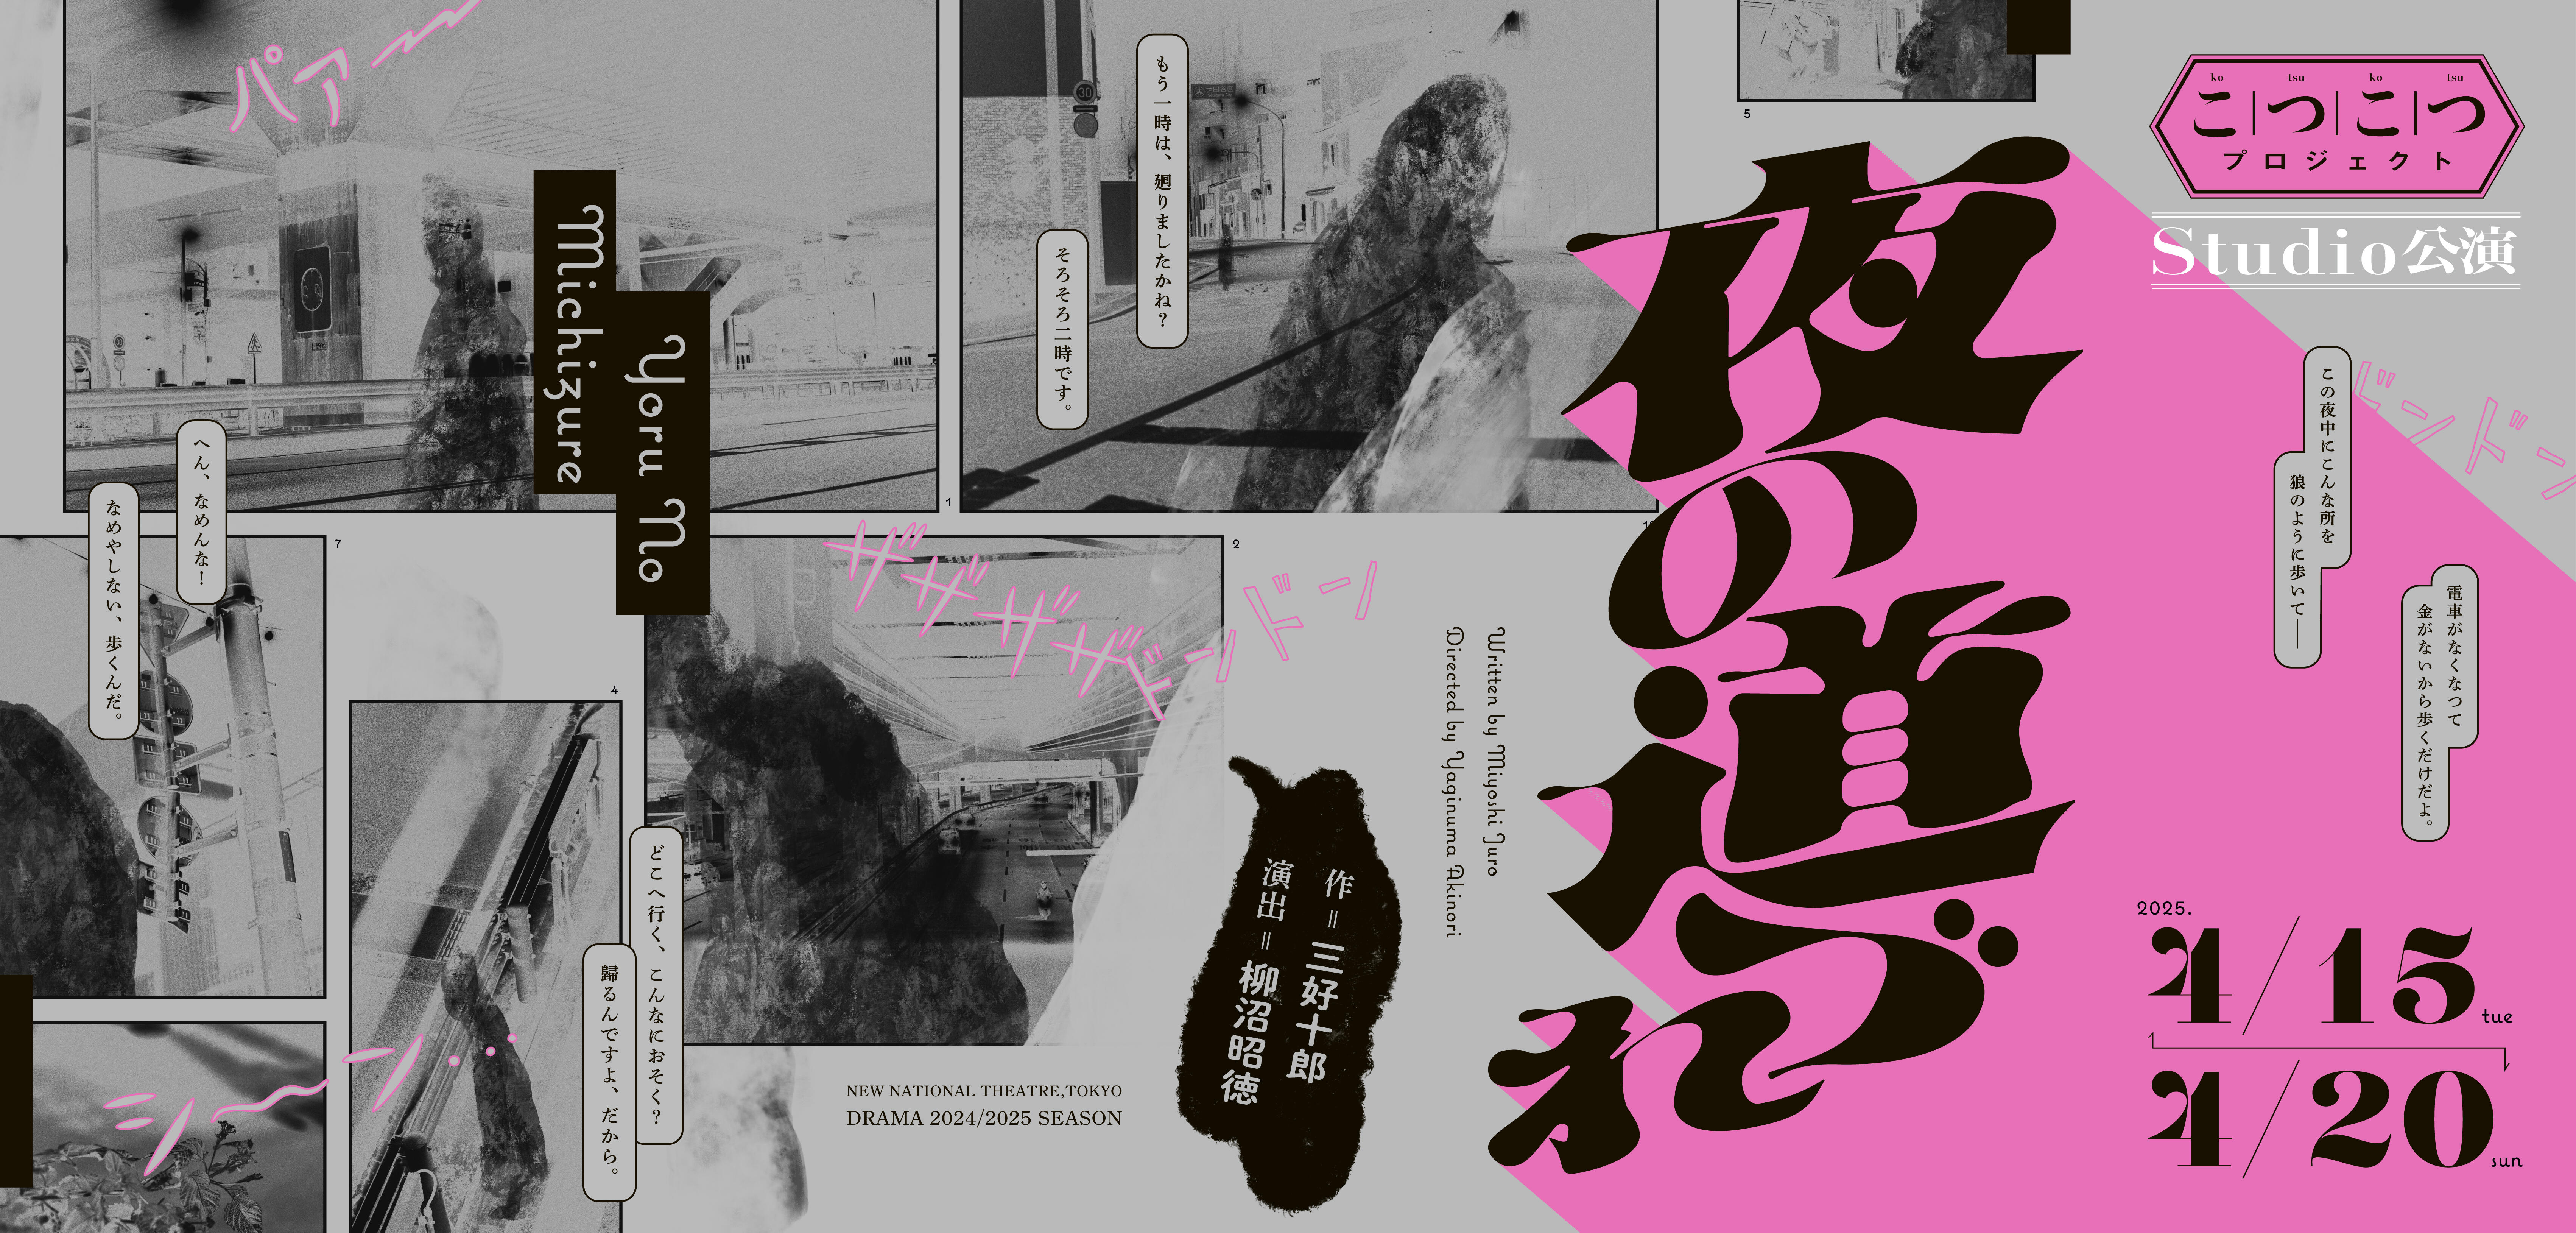 ko tsu ko tsu
こ|つ|こ|つ
プロジェクト
Studio公演
ドンドン
この夜中にこんな所を
狼のように歩いて――
電車がなくなつて
金がないから歩くだけだよ。
2025.
4/15 tue
4/20 sun
夜の道づれ
5
Written by Miyoshi Juro
Directed by Yaginuma Akinori
作=三好十郎
演出=柳沼昭徳
もう一時は、廻りましたかね?
そろそろ二時です。
30
ザザザザ
ドーンドーン
2
1
Yoru Mo
Michizure
パアー
へん、なめんな!
なめやしない、歩くんだ。
7
4
どこへ行く、こんなにおそく?
歸るんですよ、だから。
シーーン...
NEW NATIONAL THEATRE,TOKYO
DRAMA 2024/2025 SEASON